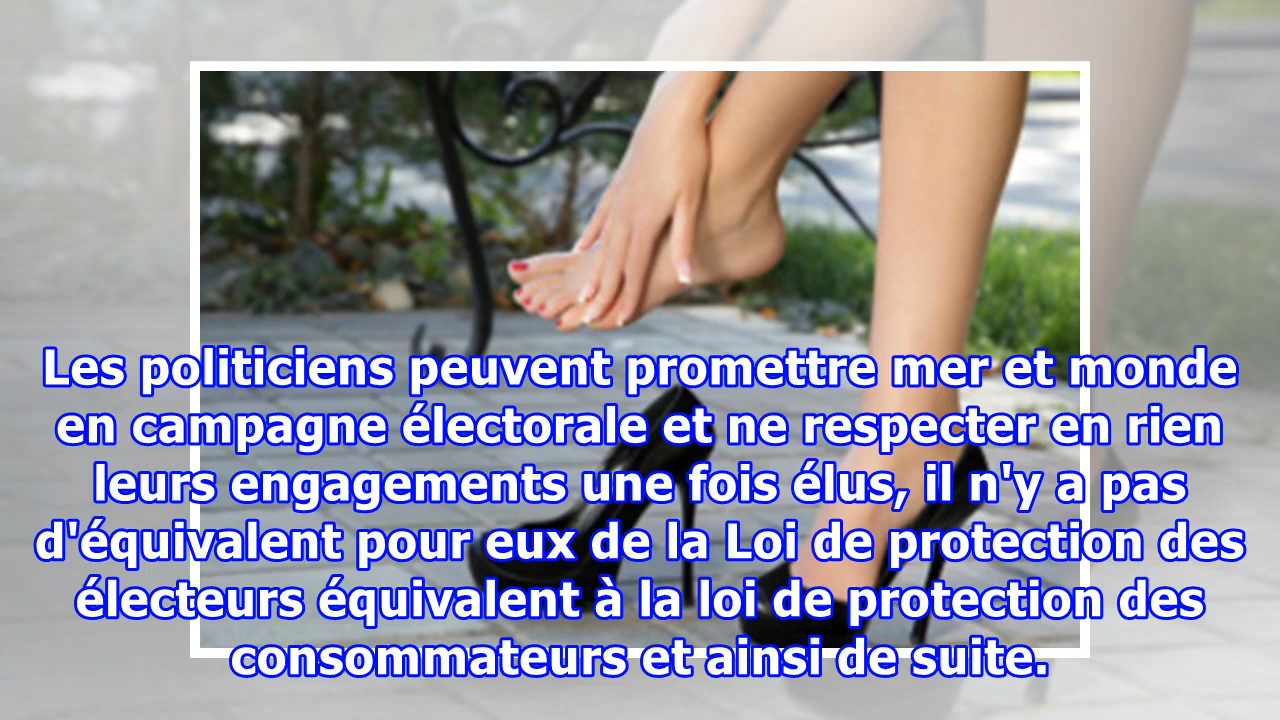 Les politiciens peuvent promettre mer et monde
en campagne électorale et ne respecter en rien
leurs engagements une fois élus, il n'y a pas
d'équivalent pour eux de la Loi de protection des
électeurs équivalent à la loi de protection des
consommateurs et ainsi de suite.